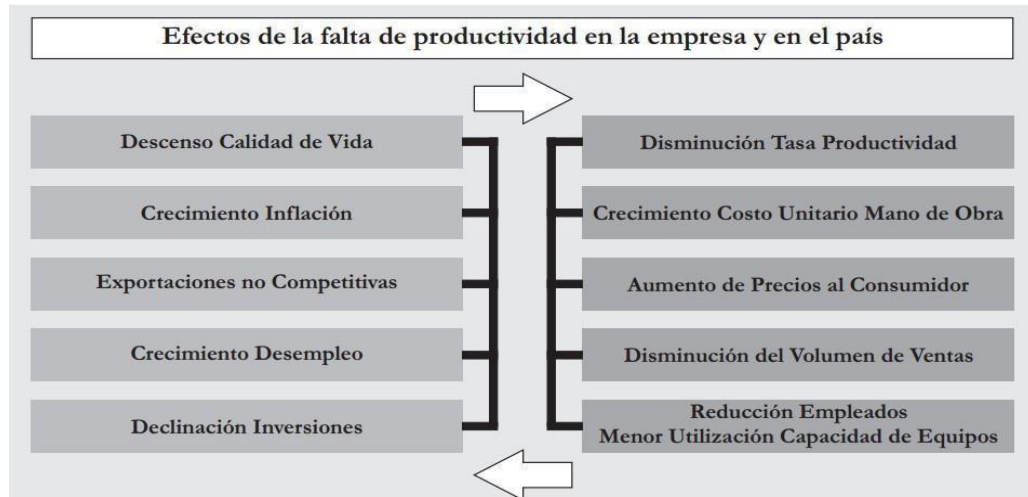 Efectos de la falta de productividad en la empresa y en el país
Descenso Calidad de Vida
Crecimiento Inflación
Exportaciones no Competitivas
Crecimiento Desempleo
Declinación Inversiones
Disminución Tasa Productividad
Crecimiento Costo Unitario Mano de Obra
Aumento de Precios al Consumidor
Disminución del Volumen de Ventas
Reducción Empleados
Menor Utilización Capacidad de Equipos